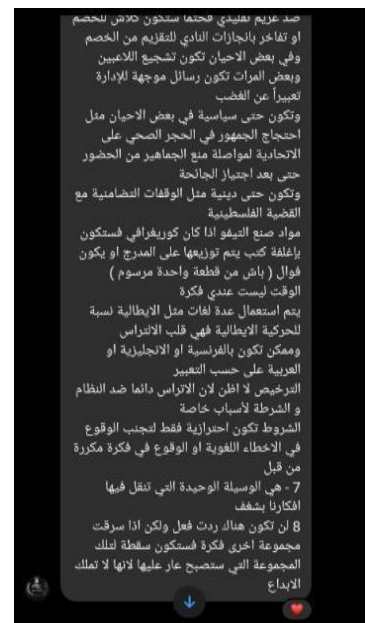 ضد غريم تقليدي فحتما ستكون كلاش للخصم
او تفاخر بانجازات النادي للتقزيم من الخصم
وفي بعض الاحيان تكون تشجيع اللاعبين
وبعض المرات تكون رسائل موجهة للإدارة
تعبيراً عن الغضب
وتكون حتى سياسية في بعض الاحيان مثل
احتجاج الجمهور في الحجر الصحي على
الاتحادية لمواصلة منع الجماهير من الحضور
حتى بعد اجتياز الجائحة
وتكون حتى دينية مثل الوقفات التضامنية مع
القضية الفلسطينية
مواد صنع التيفو اذا كان كوريغرافي فستكون
بإغلفة كتب يتم توزيعها على المدرج او يكون
فوال ( باش من قطعة واحدة مرسوم )
الوقت ليست عندي فكرة
يتم استعمال عدة لغات مثل الايطالية نسبة
للحركية الايطالية فهي قلب الالتراس
وممكن تكون بالفرنسية او الانجليزية او
العربية على حسب التعبير
الترخيص لا اظن لان الاتراس دائما ضد النظام
و الشرطة لأسباب خاصة
الشروط تكون احترازية فقط لتجنب الوقوع
في الاخطاء اللغوية او الوقوع في فكرة مكررة
من قبل
7 - هي الوسيلة الوحيدة التي تنقل فيها
افكارنا بشغف
8 لن تكون هناك ردت فعل ولكن اذا سرقت
مجموعة اخرى فكرة فستكون سقطة لتلك
المجموعة التي ستصبح عار عليها لانها لا تملك
الابداع